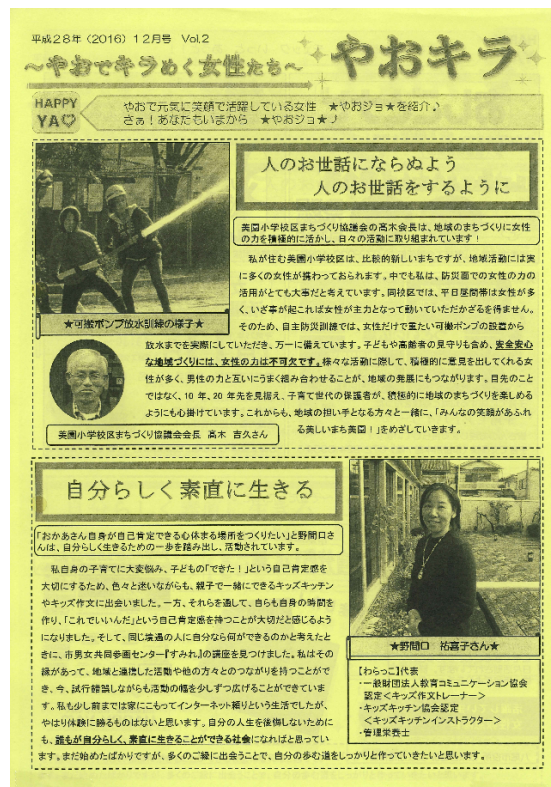 平成28年（2016）12月号　Vol.2
～やおでキラめく女性たち～
やおキラ
HAPPY
YAO
やおで元気に笑顔で活躍している女性　★やおジョ★を紹介♪
さぁ！あなたもいまから　★やおジョ★♪
人のお世話にならぬよう
人のお世話をするように
美園小学校区まちづくり協議会の髙木会長は、地域のまちづくりに女性
の力を積極的に活かし、日々の活動に取り組まれています！
★可搬ポンプ放水訓練の様子★
私が住む美園小学校区は、比較的新しいまちですが、地域活動には実
に多くの女性が携わっておられます。中でも私は、防災面での女性の力の
活用がとても大事だと考えています。同校区では、平日昼間帯は女性が多
く、いざ事が起これば女性が主力となって動いていただかざるを得ません。
そのため、自主防災訓練では、女性だけで重たい可搬ポンプの設置から
放水までを実際にしていただき、万一に備えています。子どもや高齢者の見守りも含め、安全安心
な地域づくりには、女性の力は不可欠です。様々な活動に際して、積極的に意見を出してくれる女
性が多く、男性の力と互いにうまく組み合わせることが、地域の発展にもつながります。目先のこと
ではなく、10年、20年先を見据え、子育て世代の保護者が、積極的に地域のまちづくりを楽しめる
ようにも心掛けています。これからも、地域の担い手となる方々と一緒に、「みんなの笑顔があふれ
る美しいまち美園！」をめざしていきます。
美園小学校区まちづくり協議会会長　髙木　吉久さん
自分らしく素直に生きる
「おかあさん自身が自己肯定できる心休まる場所をつくりたい」と野間口さ
んは、自分らしく生きるための一歩を踏み出し、活動されています。
私自身の子育てに大変悩み、子どもの「できた！」という自己肯定感を
大切にするため、色々と迷いながらも、親子で一緒にできるキッズキッチン
やキッズ作文に出会いました。一方、それらを通して、自らも自身の時間を
作り、「これでいいんだ」という自己肯定感を持つことが大切だと感じるよう
になりました。そして、同じ境遇の人に自分なら何ができるのかと考えたと
きに、市男女共同参画センター『すみれ』の講座を見つけました。私はその
縁があって、地域と連携した活動や他の方々とのつながりを持つことがで
き、今、試行錯誤しながらも活動の幅を少しずつ広げることができていま
す。私も少し前までは家にこもってインターネット頼りという生活でしたが、
やはり体験に勝るものはないと思います。自分の人生を後悔しないためにも、
誰もが自分らしく、素直に生きることができる社会になればと思ってい
ます。まだ始めたばかりですが、多くのご縁に出会うことで、自分の歩む道をしっかりと作っていきたいと思います。
★野間口　祐喜子さん★
【わらっこ】代表
・一般財団法人教育コミュニケーション協会
認定＜キッズ作文トレーナー＞
・キッズキッチン協会認定
＜キッズキッチンインストラクター＞
・管理栄養士